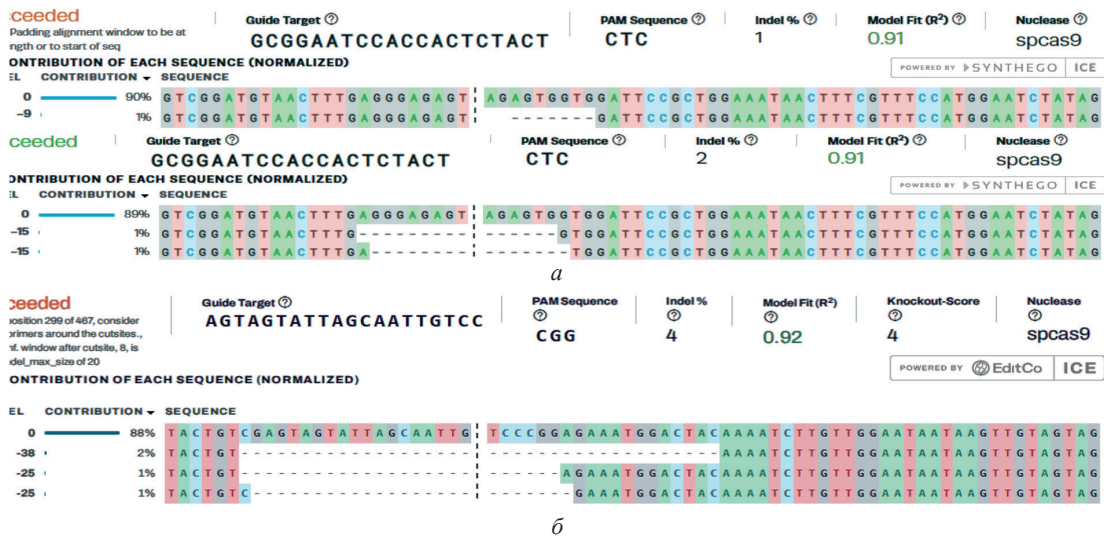 ceeded
Guide Target ?
PAM Sequence ?
Indel % ?
Model Fit (R²) ?
Nuclease
Padding alignment window to be at
ngth or to start of seq
GCGGAATCCACCACTCTACT
CTC
1
0.91
spcas9
ONTRIBUTION OF EACH SEQUENCE (NORMALIZED)
POWERED BY SYNTHEGO ICE
EL CONTRIBUTION SEQUENCE
0 90% GTCGGATGTAACTTTGAGGGAGAGT AGAGTGGTGGATTCCGCTGGAAATAACTTTCGTTTCCATGGAATCTATAG
-9 1% GTCGGATGTAACTTTGAGGGAGAGT -------GATTCCGCTGGAAATAACTTTCGTTTCCATGGAATCTATAG
ceeded
Guide Target ?
PAM Sequence ?
Indel % ?
Model Fit (R²) ?
Nuclease
GCGGAATCCACCACTCTACT
CTC
2
0.91
spcas9
ONTRIBUTION OF EACH SEQUENCE (NORMALIZED)
POWERED BY SYNTHEGO ICE
EL CONTRIBUTION SEQUENCE
0 89% GTCGGATGTAACTTTGAGGGAGAGT AGAGTGGTGGATTCCGCTGGAAATAACTTTCGTTTCCATGGAATCTATAG
-15 1% GTCGGATGTAACTTTG--------- ------GTGGATTCCGCTGGAAATAACTTTCGTTTCCATGGAATCTATAG
-15 1% GTCGGATGTAACTTTGA-------- -------TGGATTCCGCTGGAAATAACTTTCGTTTCCATGGAATCTATAG
а
ceeded
Guide Target ?
PAM Sequence ?
Indel % ?
Model Fit (R²) ?
Knockout-Score ?
Nuclease ?
position 299 of 467, consider
primers around the cutsites.,
nf. window after cutsite, 8, is
del_max_size of 20
AGTAGTATTAGCAATTGTCC
CGG
4
0.92
4
spcas9
POWERED BY EditCo ICE
ONTRIBUTION OF EACH SEQUENCE (NORMALIZED)
EL CONTRIBUTION SEQUENCE
0 88% TACTGTCGAGTAGTATTAGCAATTG TCCCGGAGAAATGGACTACAAAATCTTGTTGGAATAATAAGTTGTAGTAG
-38 2% TACTGT------------------- -------------------AAAATCTTGTTGGAATAATAAGTTGTAGTAG
-25 1% TACTGT------------------- ------AGAAATGGACTACAAAATCTTGTTGGAATAATAAGTTGTAGTAG
-25 1% TACTGTC------------------ -------GAAATGGACTACAAAATCTTGTTGGAATAATAAGTTGTAGTAG
б